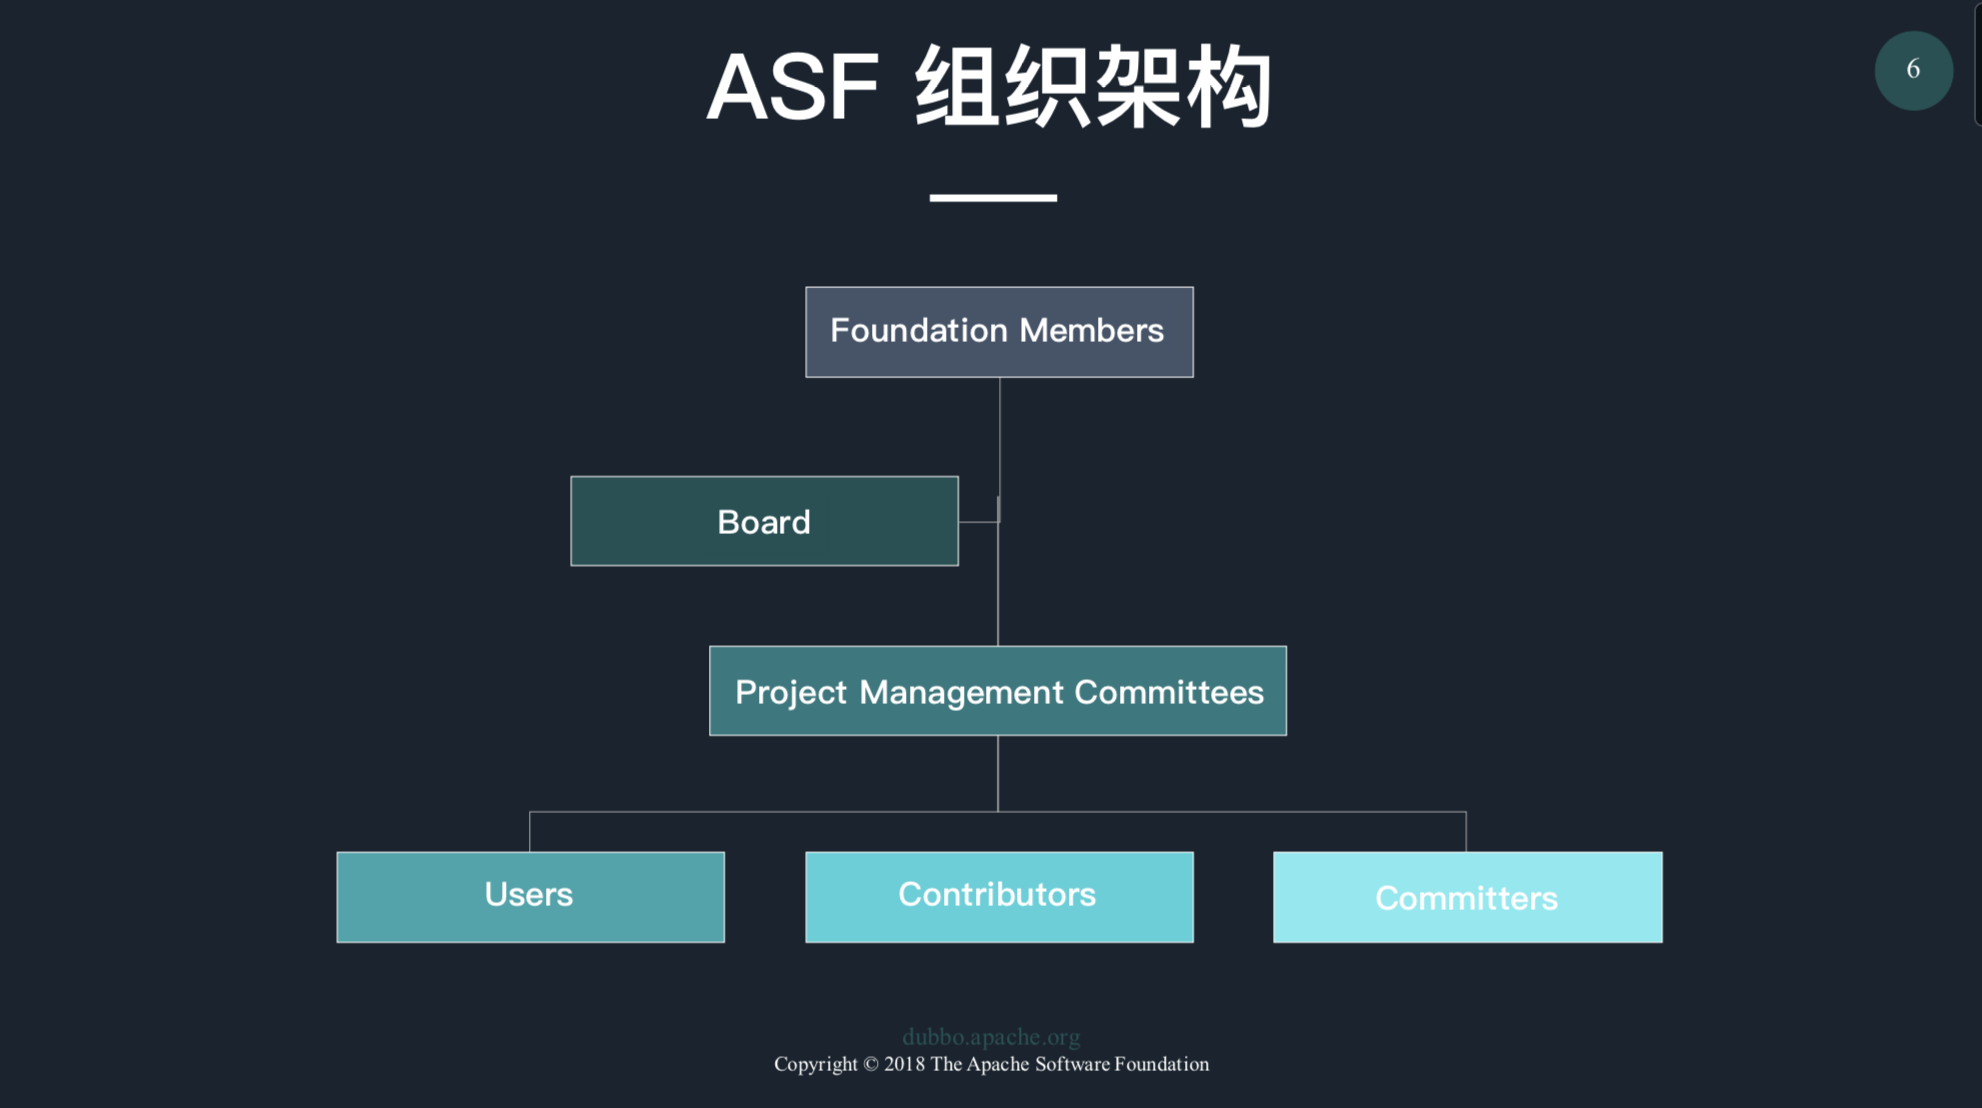 ASF 组织架构
6
Foundation Members
Board
Project Management Committees
Users
Contributors
Committers
dubbo.apache.org
Copyright © 2018 The Apache Software Foundation